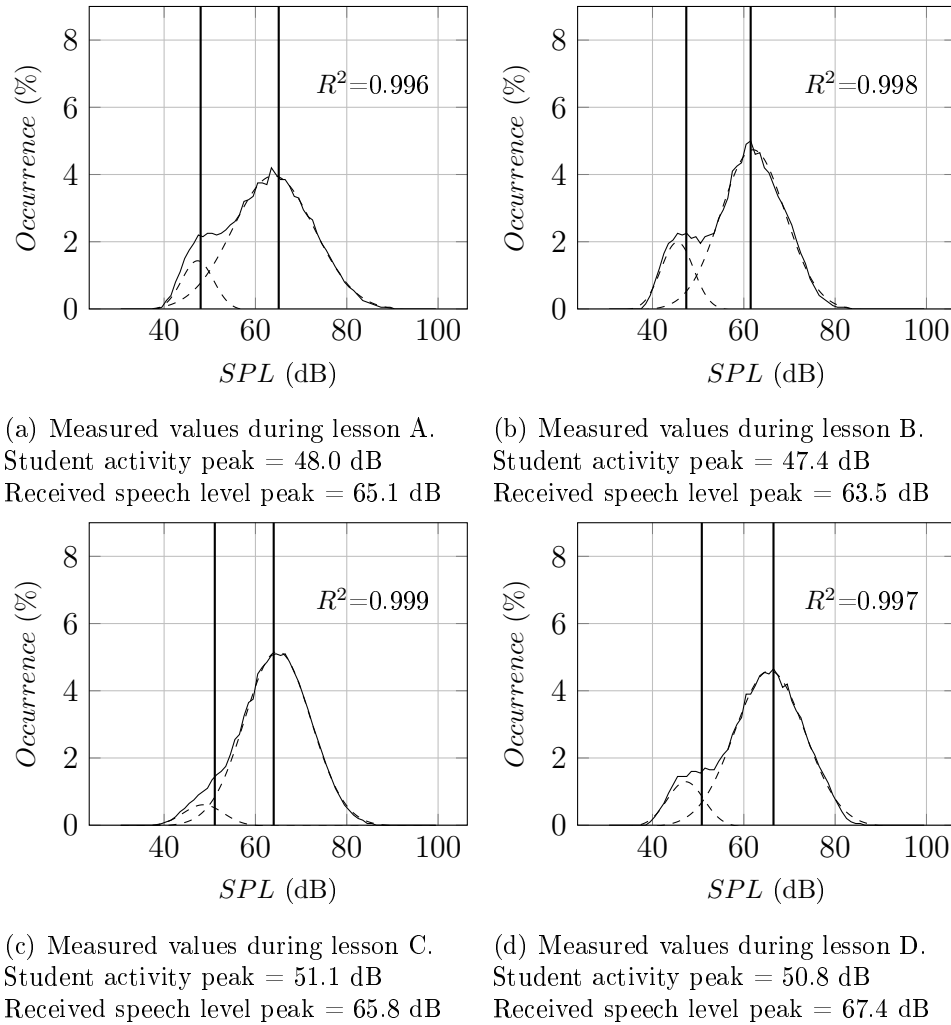 8
6
4
2
0
Occurrence (%)
R²=0.996
40 60 80 100
SPL (dB)
(a) Measured values during lesson A.
Student activity peak = 48.0 dB
Received speech level peak = 65.1 dB
8
6
4
2
0
Occurrence (%)
R²=0.998
40 60 80 100
SPL (dB)
(b) Measured values during lesson B.
Student activity peak = 47.4 dB
Received speech level peak = 63.5 dB
8
6
4
2
0
Occurrence (%)
R²=0.999
40 60 80 100
SPL (dB)
(c) Measured values during lesson C.
Student activity peak = 51.1 dB
Received speech level peak = 65.8 dB
8
6
4
2
0
Occurrence (%)
R²=0.997
40 60 80 100
SPL (dB)
(d) Measured values during lesson D.
Student activity peak = 50.8 dB
Received speech level peak = 67.4 dB